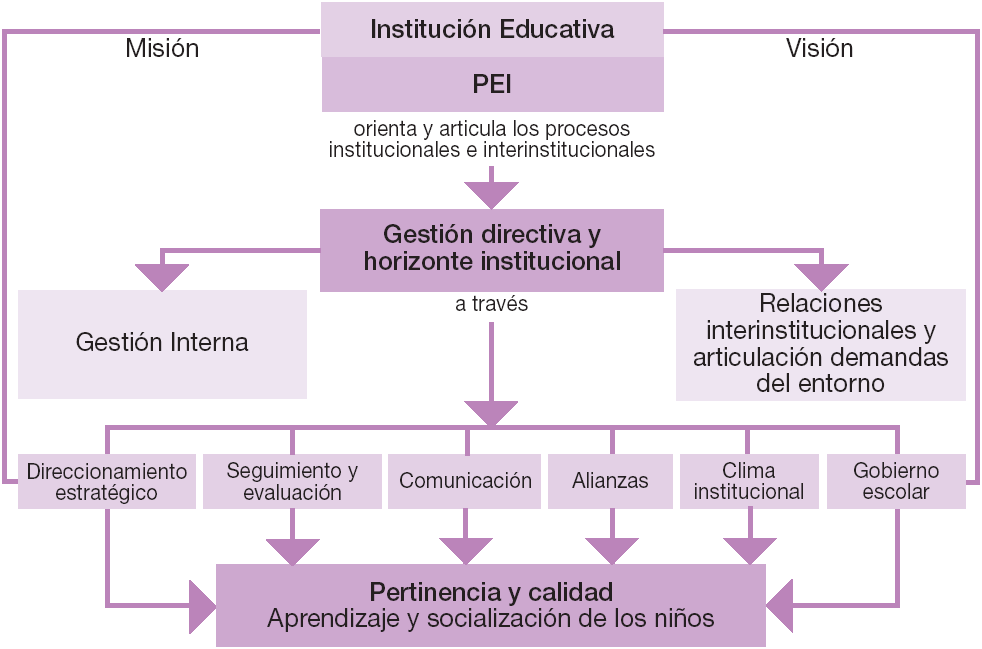 Institución Educativa
Misión
Visión
PEI
orienta y articula los procesos
institucionales e interinstitucionales
Gestión directiva y
horizonte institucional
a través
Gestión Interna
Relaciones
interinstitucionales y
articulación demandas
del entorno
Direccionamiento
estratégico
Seguimiento y
evaluación
Comunicación
Alianzas
Clima
institucional
Gobierno
escolar
Pertinencia y calidad
Aprendizaje y socialización de los niños